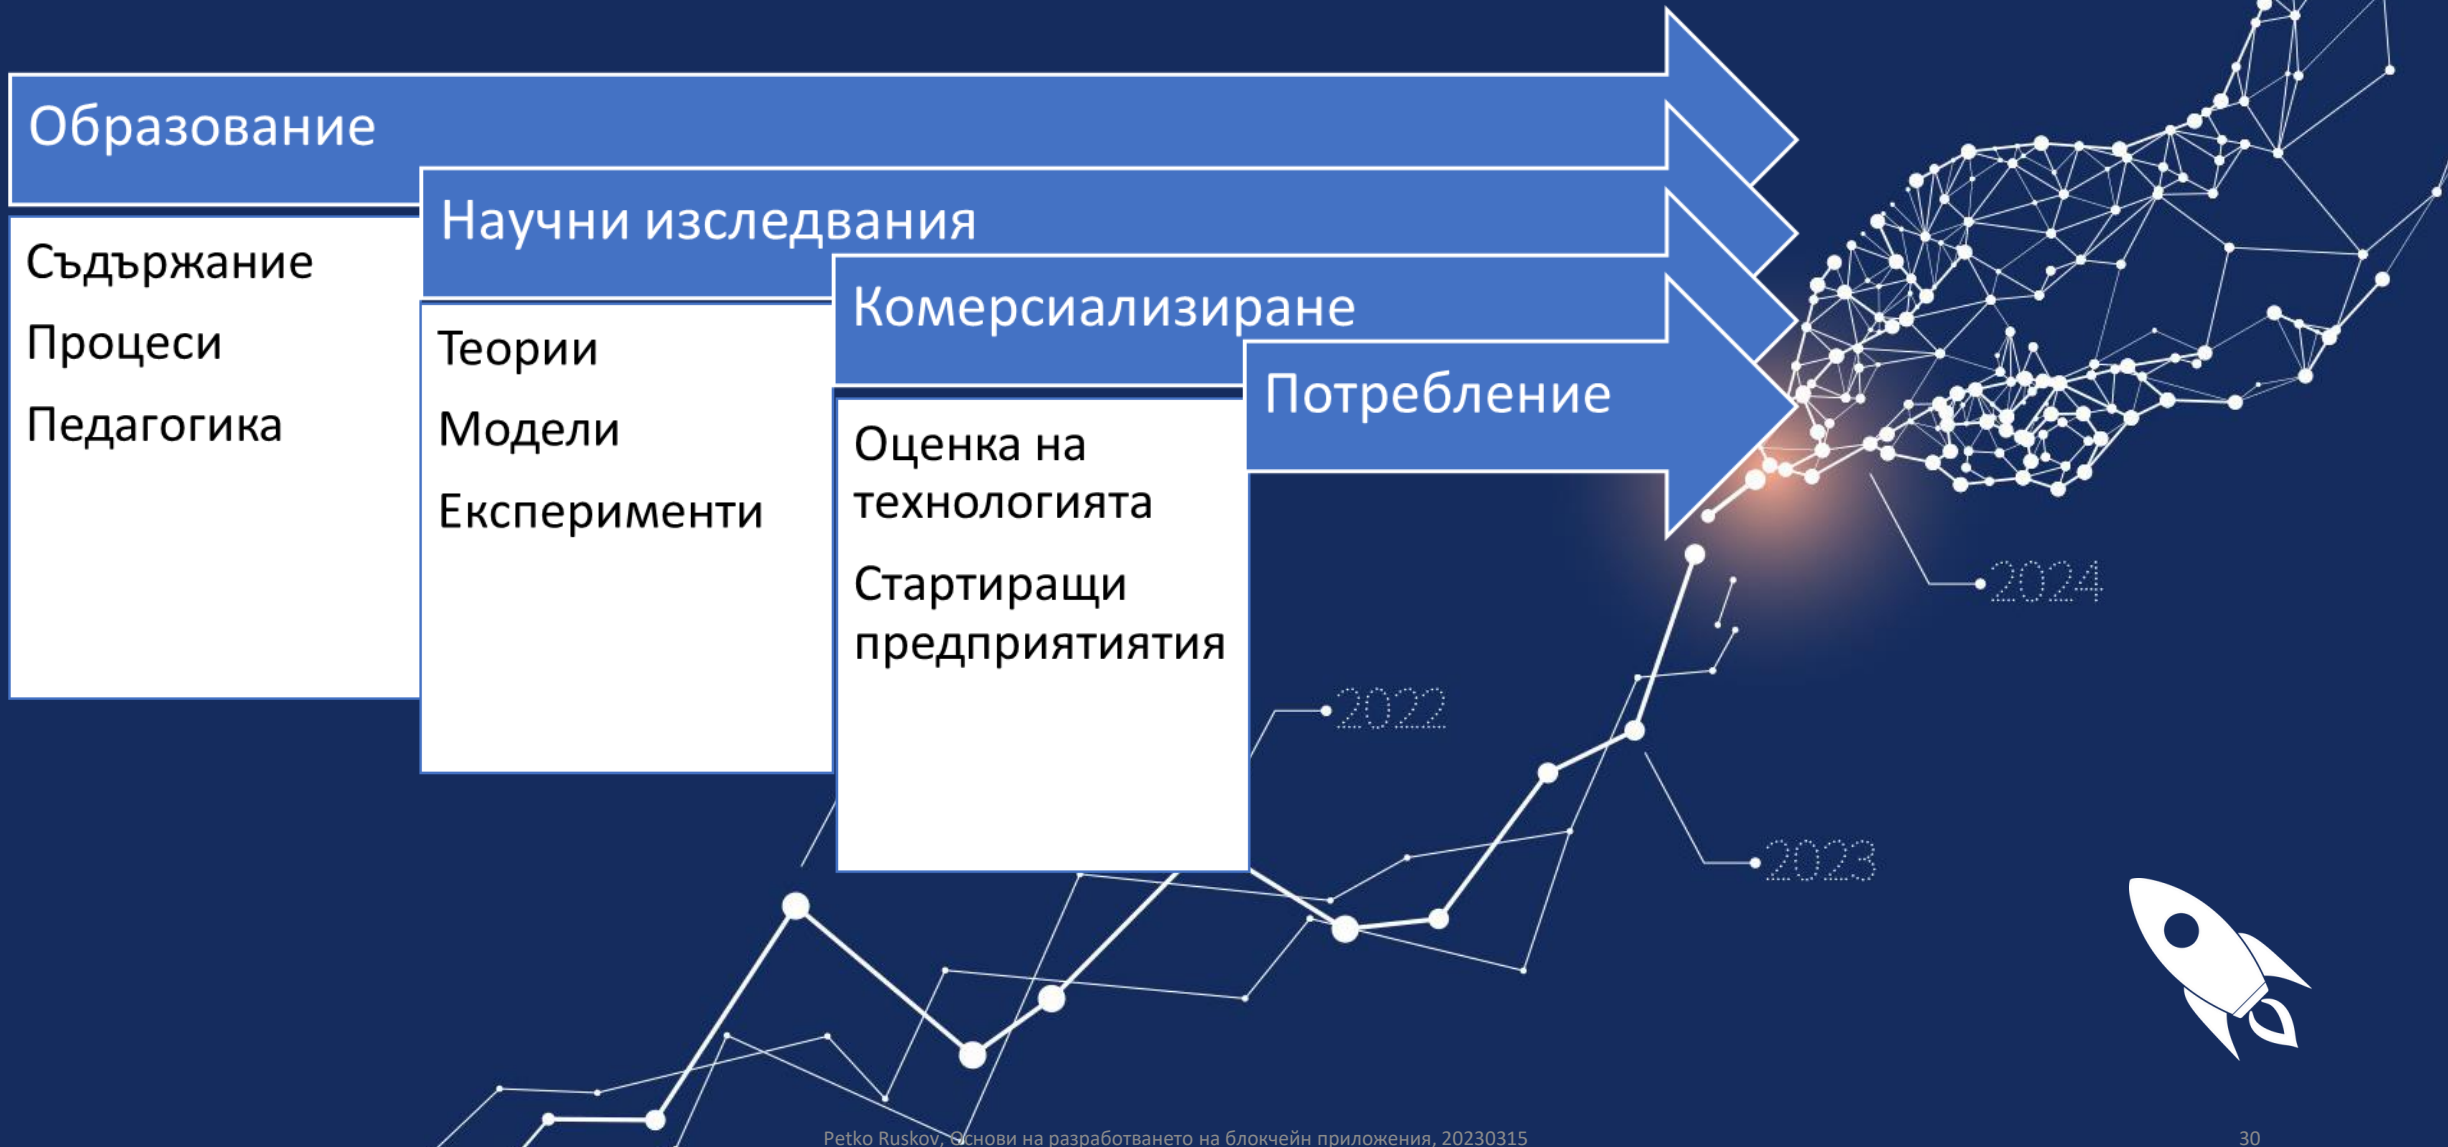 Образование
Съдържание
Процеси
Педагогика
Научни изследвания
Теории
Модели
Експерименти
Комерсиализиране
Оценка на
технологията
Стартиращи
предприятиятия
Потребление
2022
2023
2024
Petko Ruskov, Основи на разработването на блокчейн приложения, 20230315
30